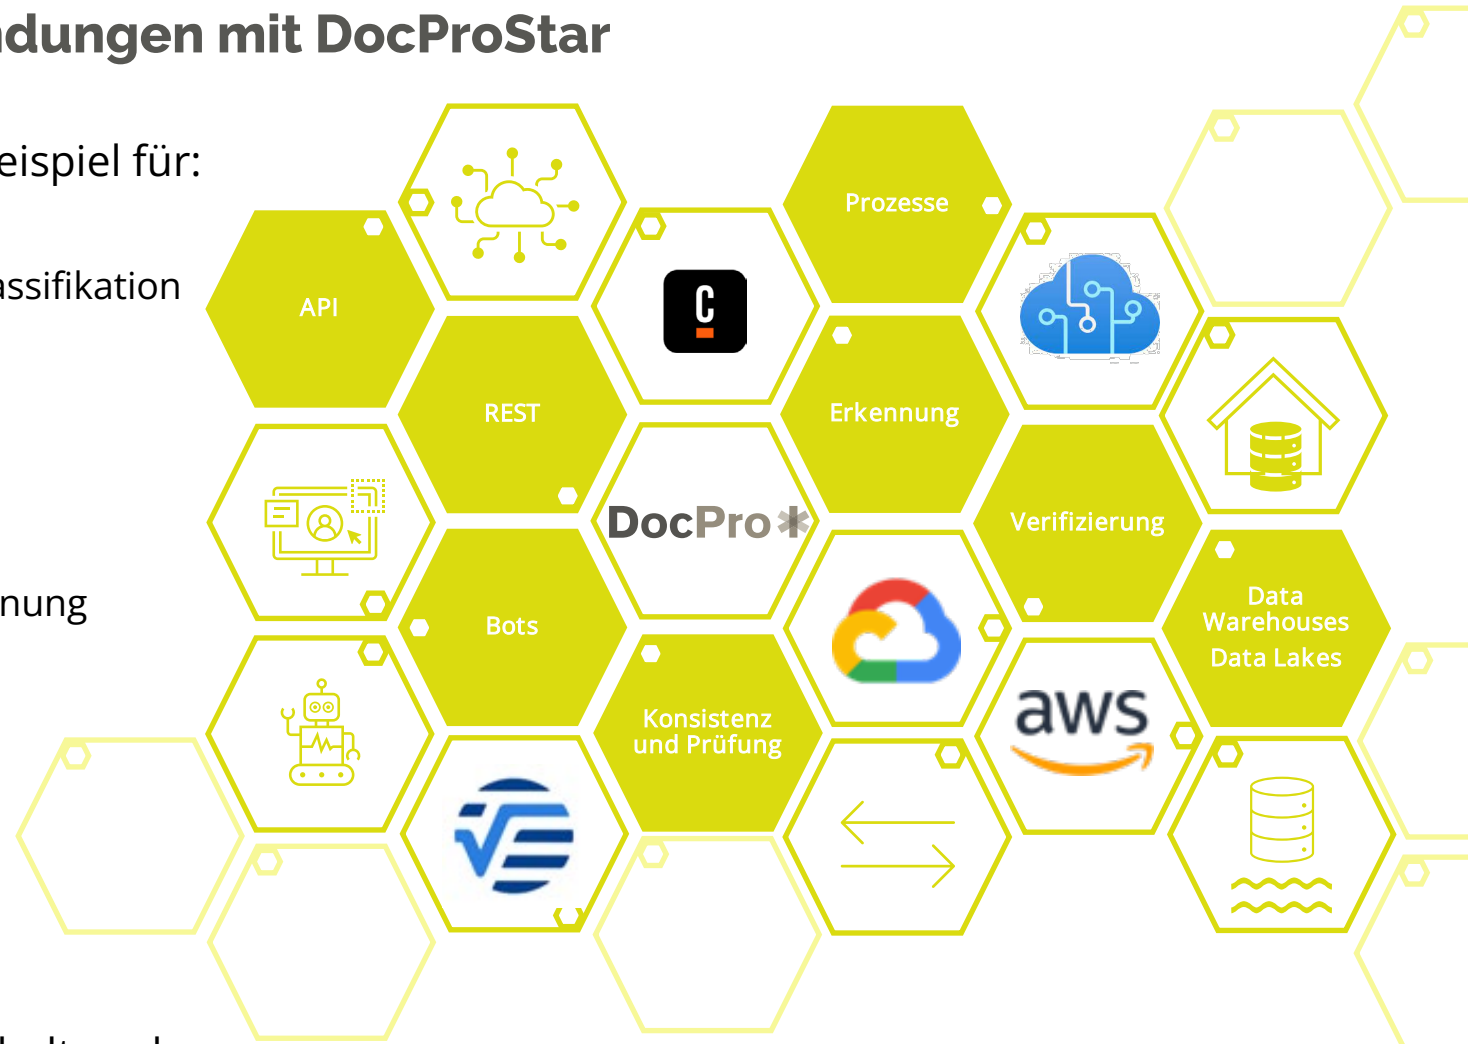 ndungen mit DocProStar
eispiel für:
assifikation
nung
Prozesse
API
C
REST
Erkennung
DocPro*
Verifizierung
Bots
Data
Warehouses
Data Lakes
Konsistenz
und Prüfung
aws